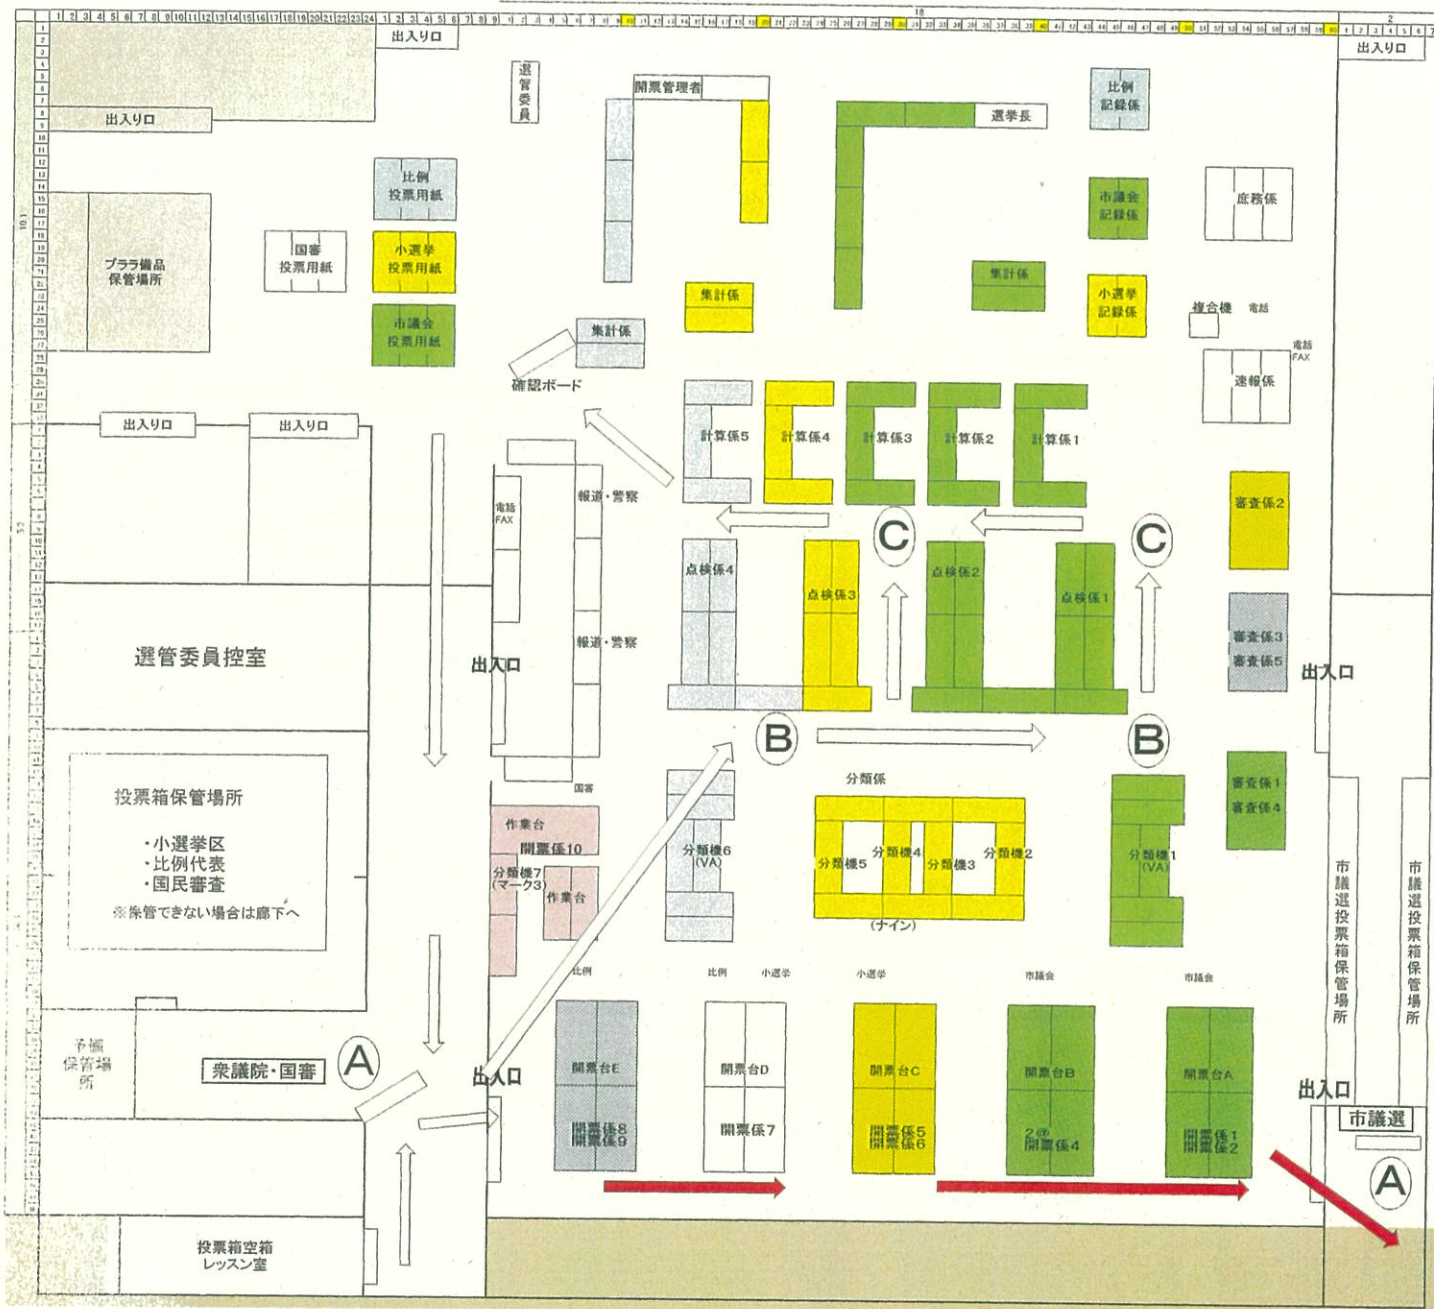 18
2
出入り口
出入り口
選管委員
開票管理者
選挙長
比例
記録係
出入り口
比例
投票用紙
市議会
記録係
庶務係
国審
投票用紙
小選挙
投票用紙
プララ備品
保管場所
集計係
集計係
小選挙
記録係
市議会
投票用紙
集計係
複合機
電話
電話
FAX
確認ボード
速報係
出入り口
出入り口
計算係5
計算係4
計算係3
計算係2
計算係1
電話
FAX
報道・警察
審査係2
C
C
点検係4
点検係3
点検係2
点検係1
選管委員控室
報道・警察
出入口
審査係3
審査係5
出入口
B
B
投票箱保管場所
・小選挙区
・比例代表
・国民審査
国審
分類係
審査係1
審査係4
作業台
開票係10
分類機7
(マーク3)
作業台
分類機6
(VA)
分類機5
分類機4
分類機3
分類機2
(ナイン)
分類機1
(VA)
市議選投票箱保管場所
市議選投票箱保管場所
比例
比例
小選挙
小選挙
市議会
市議会
予備
保管場
所
衆議院・国審
A
出入口
開票台E
開票台D
開票台C
開票台B
開票台A
出入口
市議選
開票係8
開票係9
開票係7
開票係5
開票係6
開票係4
開票係1
開票係2
A
投票箱空箱
レッスン室